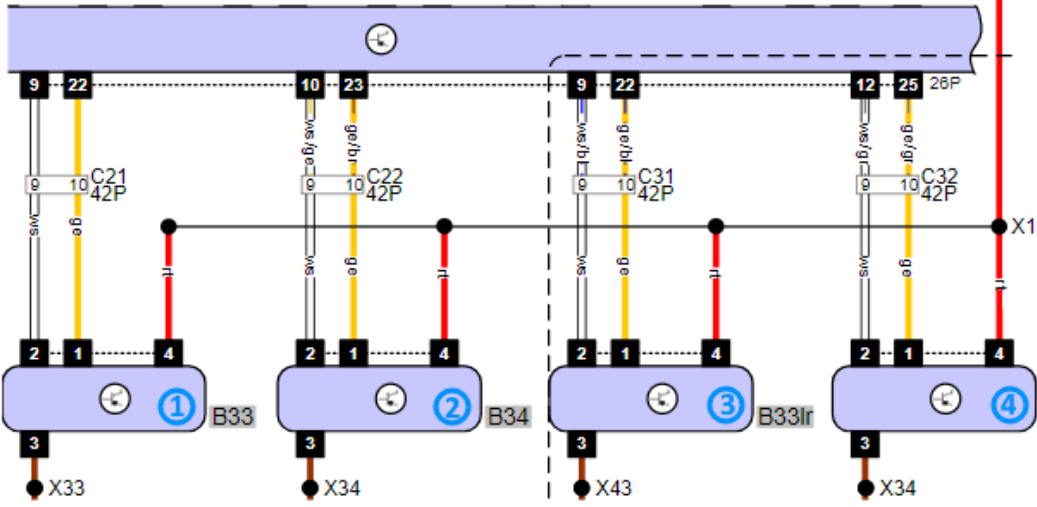 9 22 10 23 9 22 12 25 26P
ws/ge ge/br ws/bl ge/bl ws/gr ge/gr
9 10 C21 9 10 C22 9 10 C31 9 10 C32
42P 42P 42P 42P
ws ge
X1
rt ws ge rt ws ge rt ws ge rt
2 1 4 2 1 4 2 1 4 2 1 4
1 B33 2 B34 3 B33lr 4
3 3 3 3
X33 X34 X43 X34